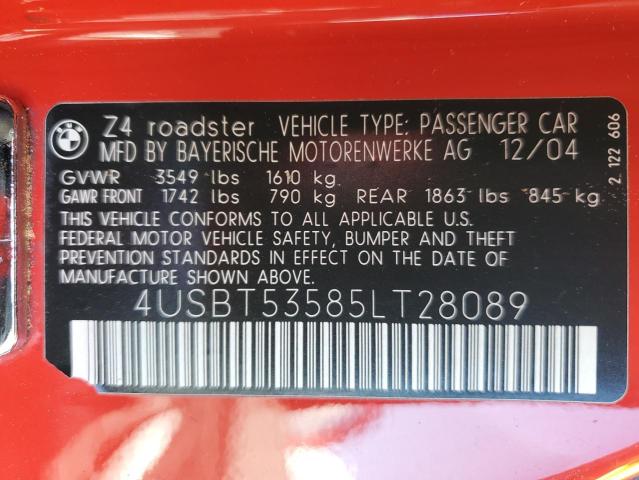 BMW
Z4 roadster VEHICLE TYPE: PASSENGER CAR
MFD BY BAYERISCHE MOTORENWERKE AG 12/04
GVWR 3549 lbs 1610 kg
GAWR FRONT 1742 lbs 790 kg REAR 1863 lbs 845 kg
THIS VEHICLE CONFORMS TO ALL APPLICABLE U.S.
FEDERAL MOTOR VEHICLE SAFETY, BUMPER AND THEFT
PREVENTION STANDARDS IN EFFECT ON THE DATE OF
MANUFACTURE SHOWN ABOVE.
4USBT53585LT28089
2 122 606